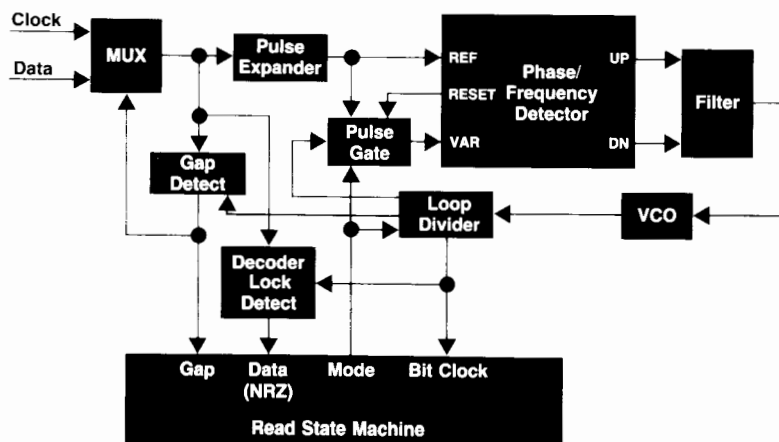 Clock
Data
MUX
Pulse
Expander
REF
RESET
VAR
Phase/
Frequency
Detector
UP
DN
Filter
Pulse
Gate
Gap
Detect
Loop
Divider
VCO
Decoder
Lock
Detect
Gap
Data
(NRZ)
Mode
Bit Clock
Read State Machine